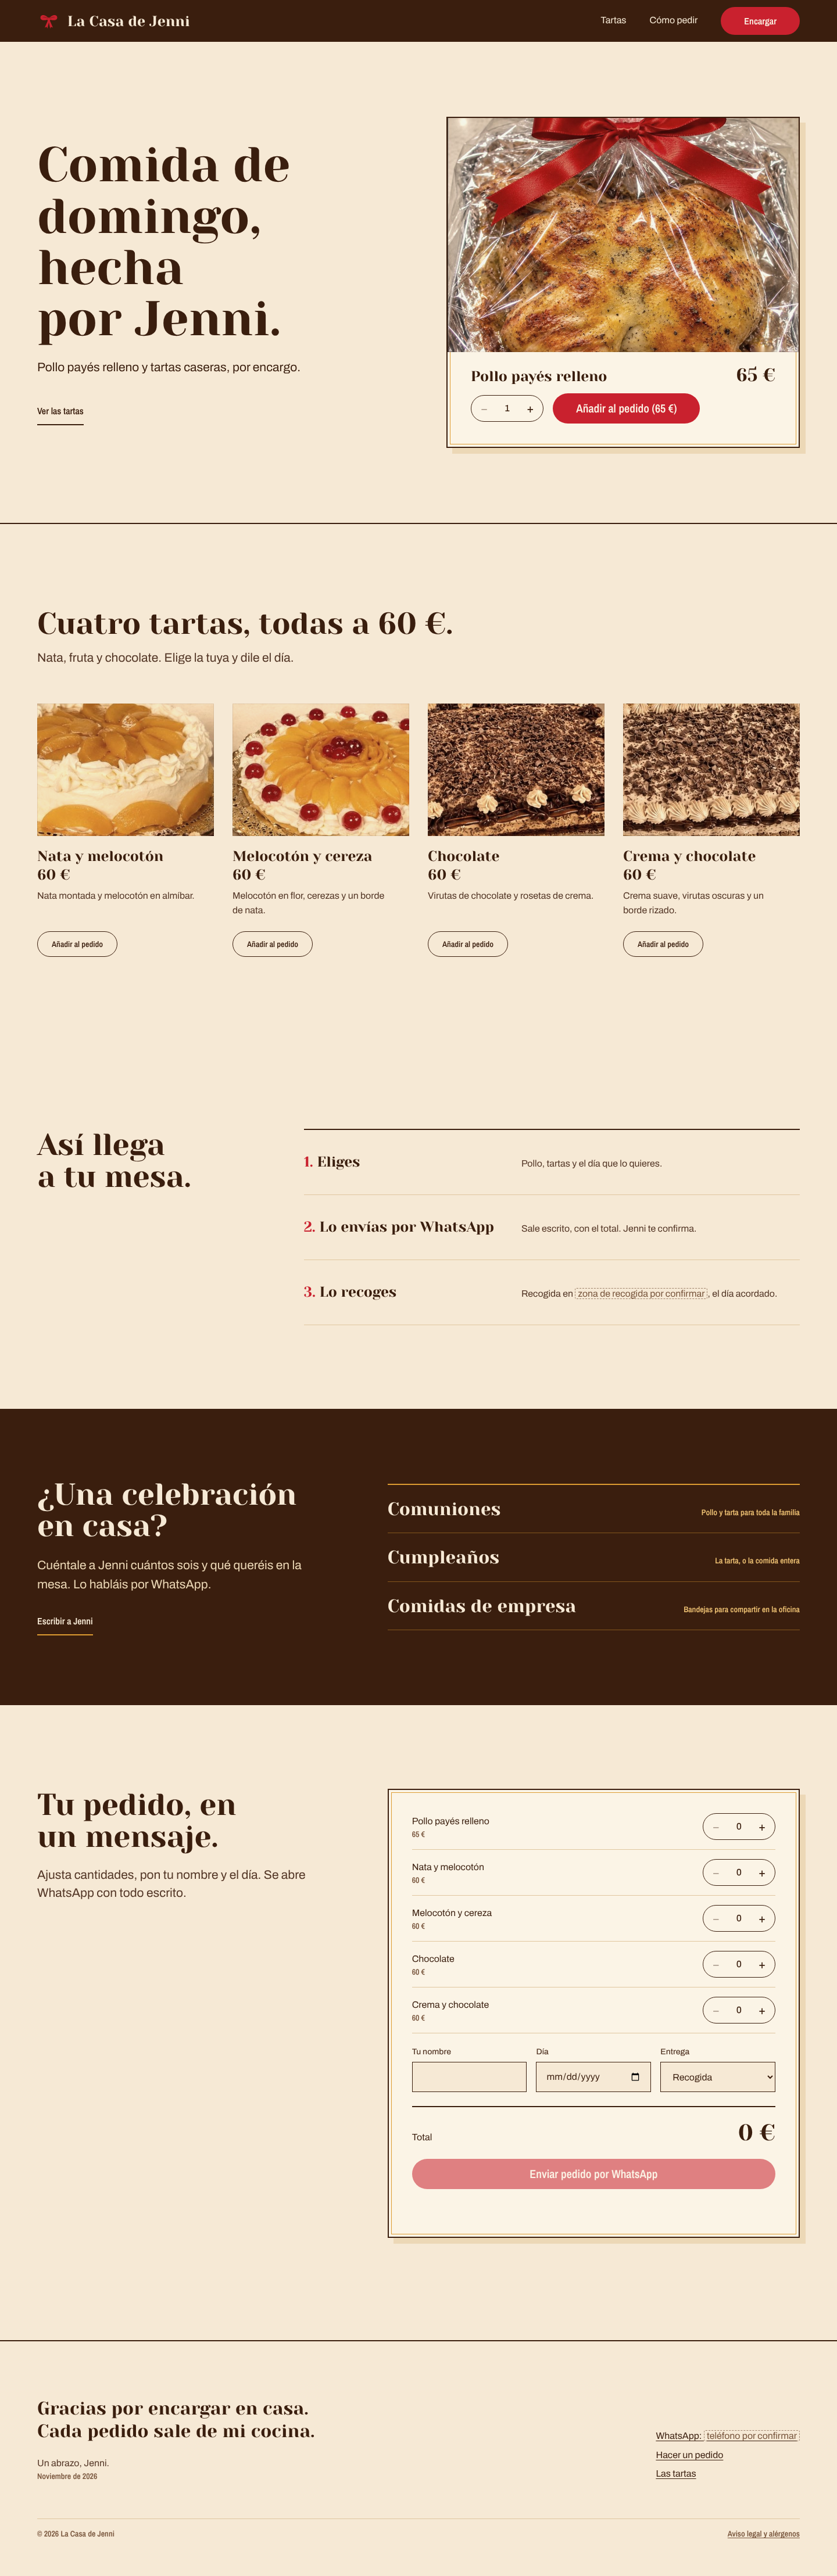 La Casa de Jenni
Tartas
Cómo pedir
Encargar
Comida de
domingo,
hecha
por Jenni.
Pollo payés relleno y tartas caseras, por encargo.
Ver las tartas
Pollo payés relleno
65 €
− 1 +
Añadir al pedido (65 €)
Cuatro tartas, todas a 60 €.
Nata, fruta y chocolate. Elige la tuya y dile el día.
Nata y melocotón
60 €
Nata montada y melocotón en almíbar.
Añadir al pedido
Melocotón y cereza
60 €
Melocotón en flor, cerezas y un borde
de nata.
Añadir al pedido
Chocolate
60 €
Virutas de chocolate y rosetas de crema.
Añadir al pedido
Crema y chocolate
60 €
Crema suave, virutas oscuras y un
borde rizado.
Añadir al pedido
Así llega
a tu mesa.
1. Eliges
Pollo, tartas y el día que lo quieres.
2. Lo envías por WhatsApp
Sale escrito, con el total. Jenni te confirma.
3. Lo recoges
Recogida en zona de recogida por confirmar, el día acordado.
¿Una celebración
en casa?
Cuéntale a Jenni cuántos sois y qué queréis en la
mesa. Lo habláis por WhatsApp.
Escribir a Jenni
Comuniones
Pollo y tarta para toda la familia
Cumpleaños
La tarta, o la comida entera
Comidas de empresa
Bandejas para compartir en la oficina
Tu pedido, en
un mensaje.
Ajusta cantidades, pon tu nombre y el día. Se abre
WhatsApp con todo escrito.
Pollo payés relleno
65 €
− 0 +
Nata y melocotón
60 €
− 0 +
Melocotón y cereza
60 €
− 0 +
Chocolate
60 €
− 0 +
Crema y chocolate
60 €
− 0 +
Tu nombre
Día
mm/dd/yyyy
Entrega
Recogida
Total
0 €
Enviar pedido por WhatsApp
Gracias por encargar en casa.
Cada pedido sale de mi cocina.
Un abrazo, Jenni.
Noviembre de 2026
WhatsApp: teléfono por confirmar
Hacer un pedido
Las tartas
© 2026 La Casa de Jenni
Aviso legal y alérgenos